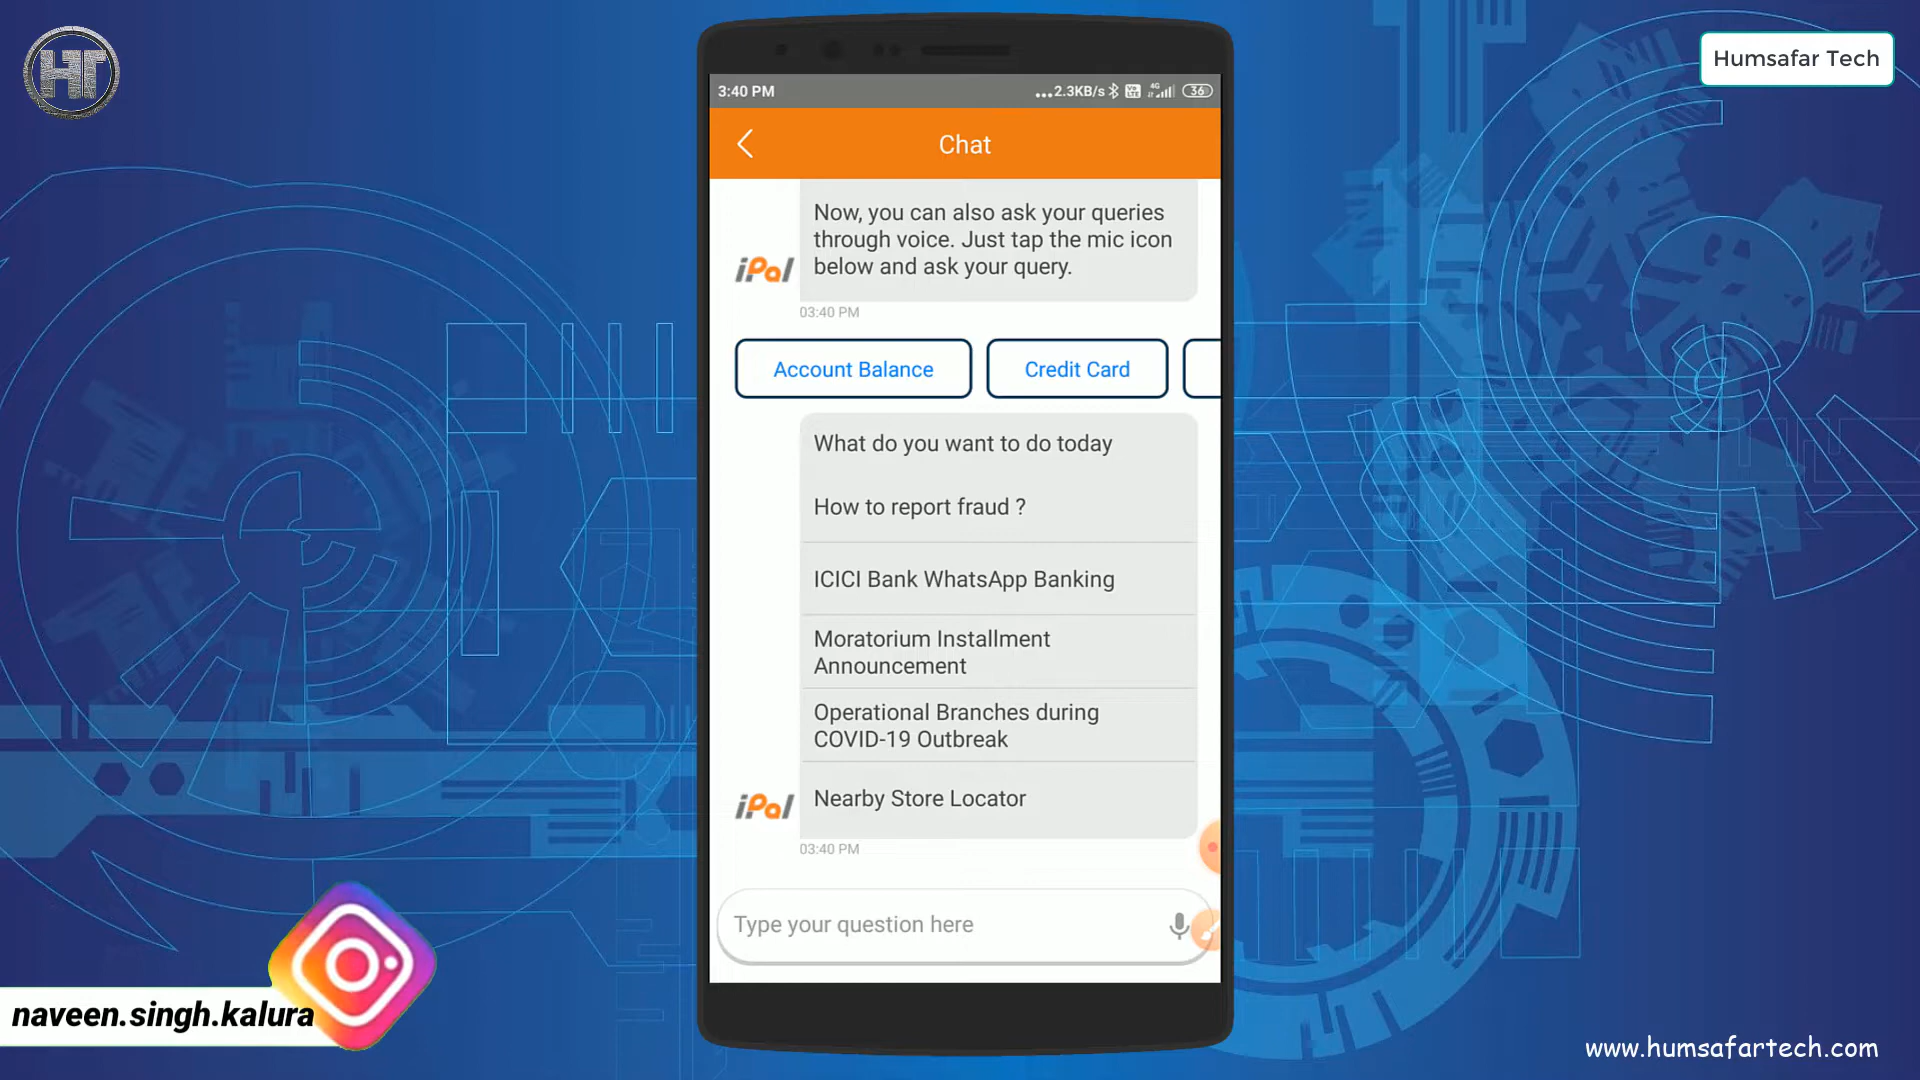 HT
Humsafar Tech
3:40 PM
...2.3KB/s 4G 36
Chat
Now, you can also ask your queries
through voice. Just tap the mic icon
below and ask your query.
iPal
03:40 PM
Account Balance
Credit Card
What do you want to do today
How to report fraud ?
ICICI Bank WhatsApp Banking
Moratorium Installment
Announcement
Operational Branches during
COVID-19 Outbreak
iPal
Nearby Store Locator
03:40 PM
Type your question here
naveen.singh.kalura
www.humsafartech.com